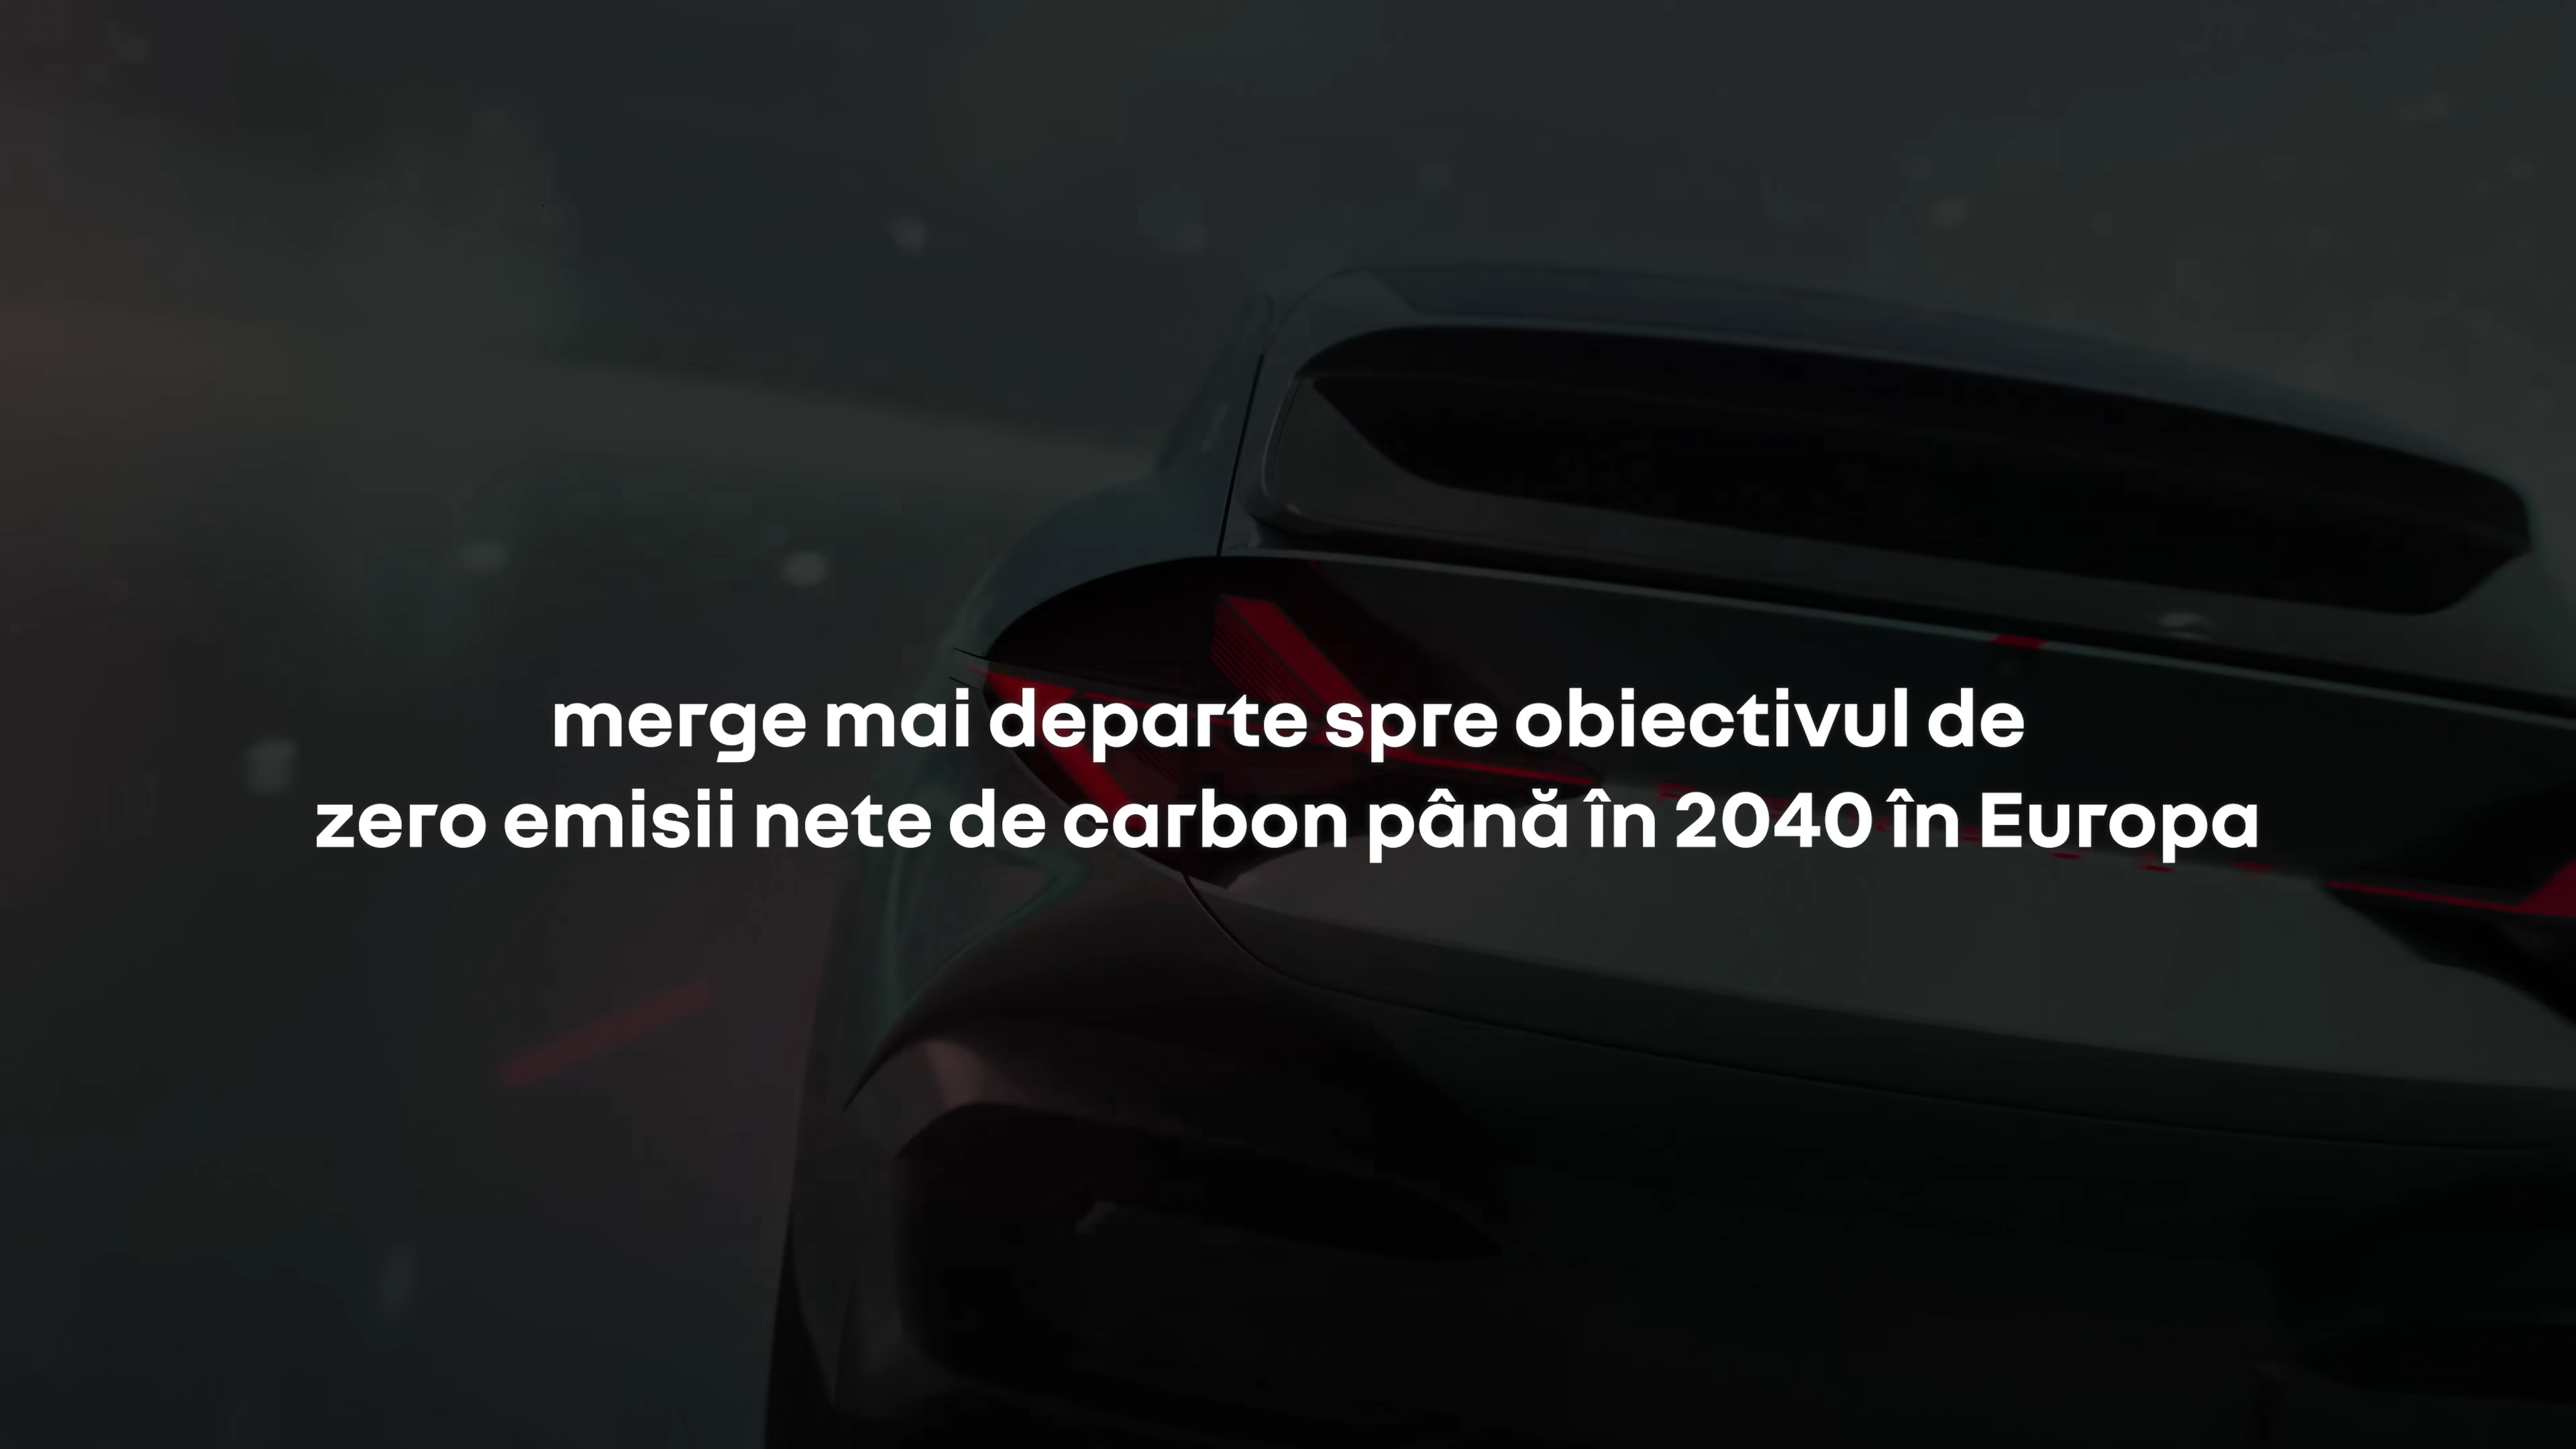 merge mai departe spre obiectivul de
zero emisii nete de carbon până în 2040 în Europa